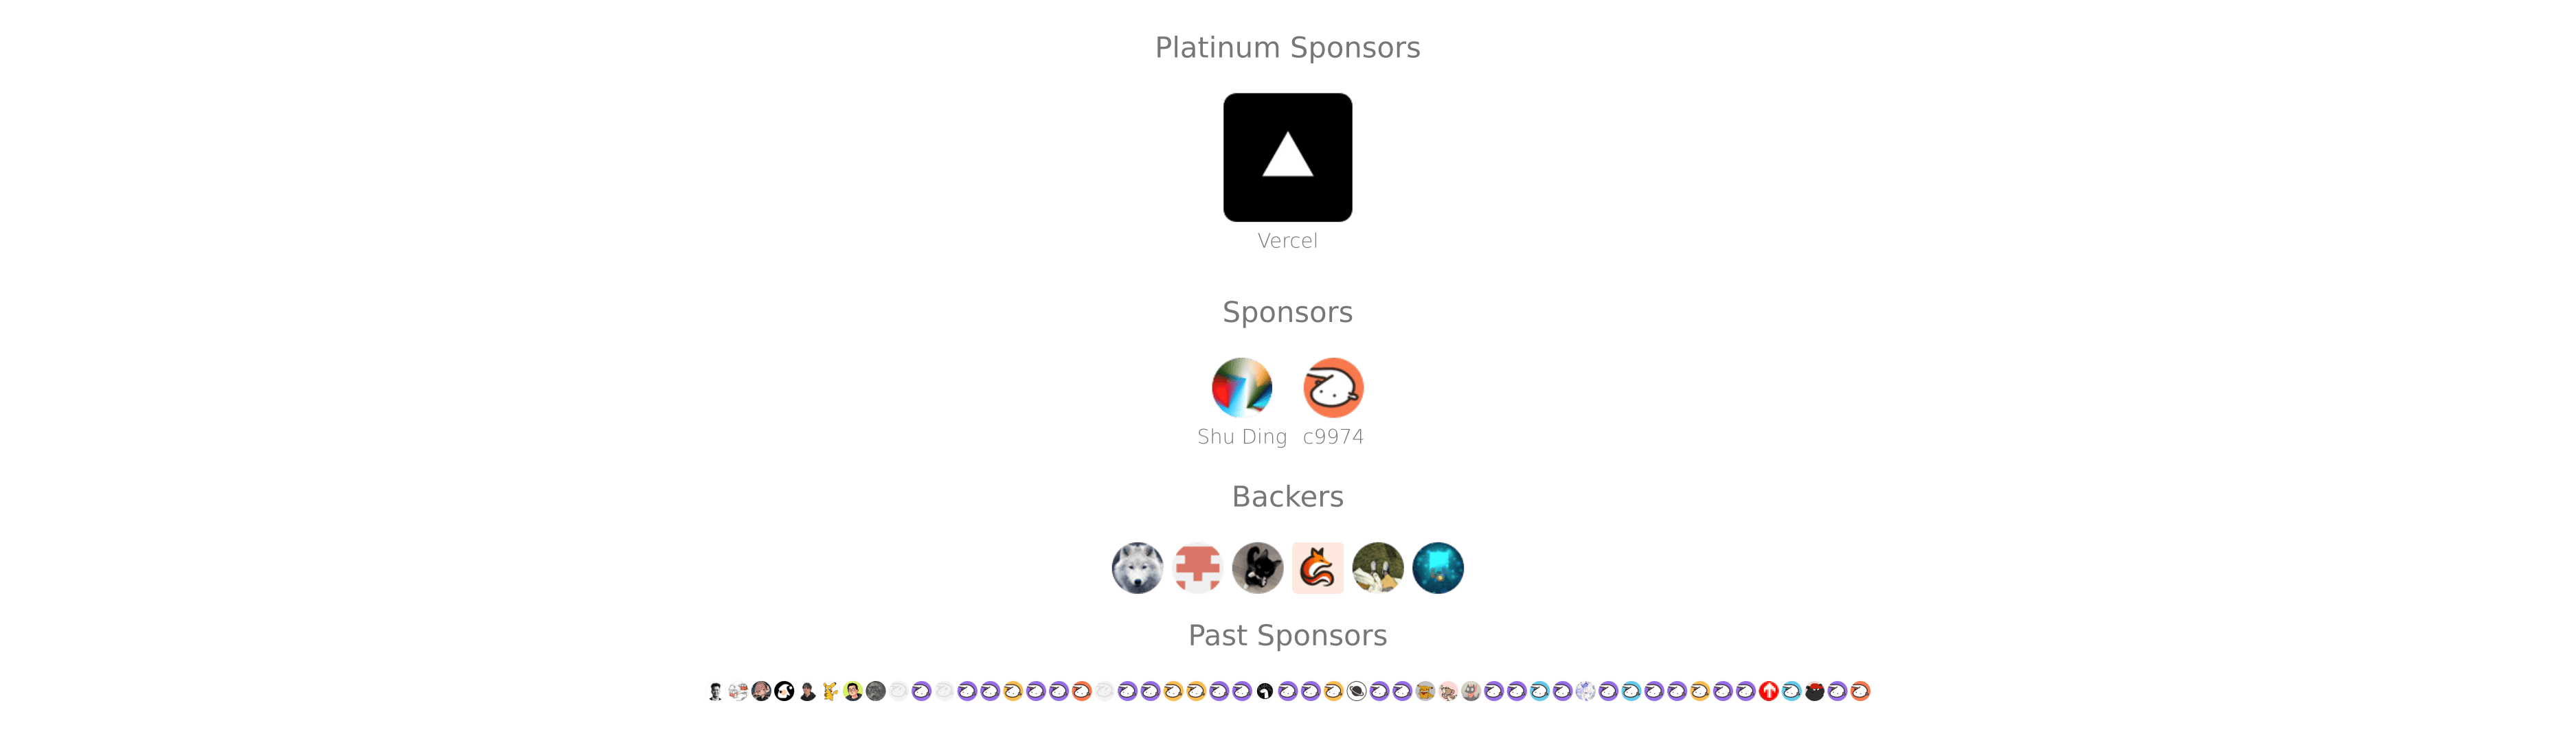 Platinum Sponsors
Vercel
Sponsors
Shu Ding c9974
Backers
Past Sponsors